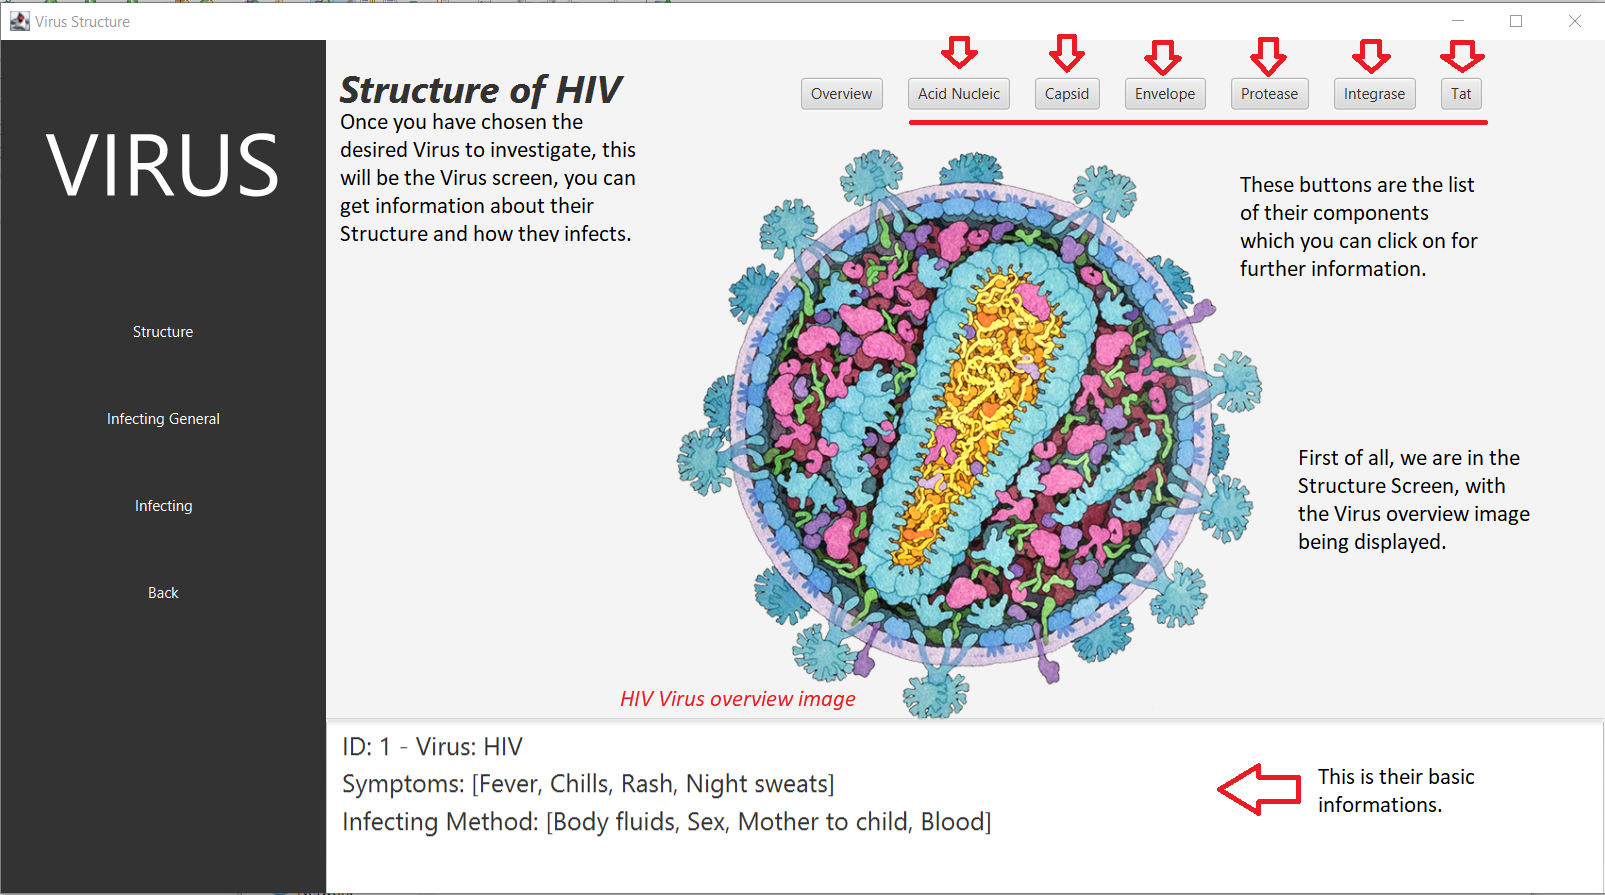 Virus Structure
VIRUS
Structure
Infecting General
Infecting
Back
Structure of HIV
Once you have chosen the
desired Virus to investigate, this
will be the Virus screen, you can
get information about their
Structure and how they infects.
Overview
Acid Nucleic
Capsid
Envelope
Protease
Integrase
Tat
These buttons are the list
of their components
which you can click on for
further information.
First of all, we are in the
Structure Screen, with
the Virus overview image
being displayed.
HIV Virus overview image
ID: 1 - Virus: HIV
Symptoms: [Fever, Chills, Rash, Night sweats]
Infecting Method: [Body fluids, Sex, Mother to child, Blood]
This is their basic
informations.